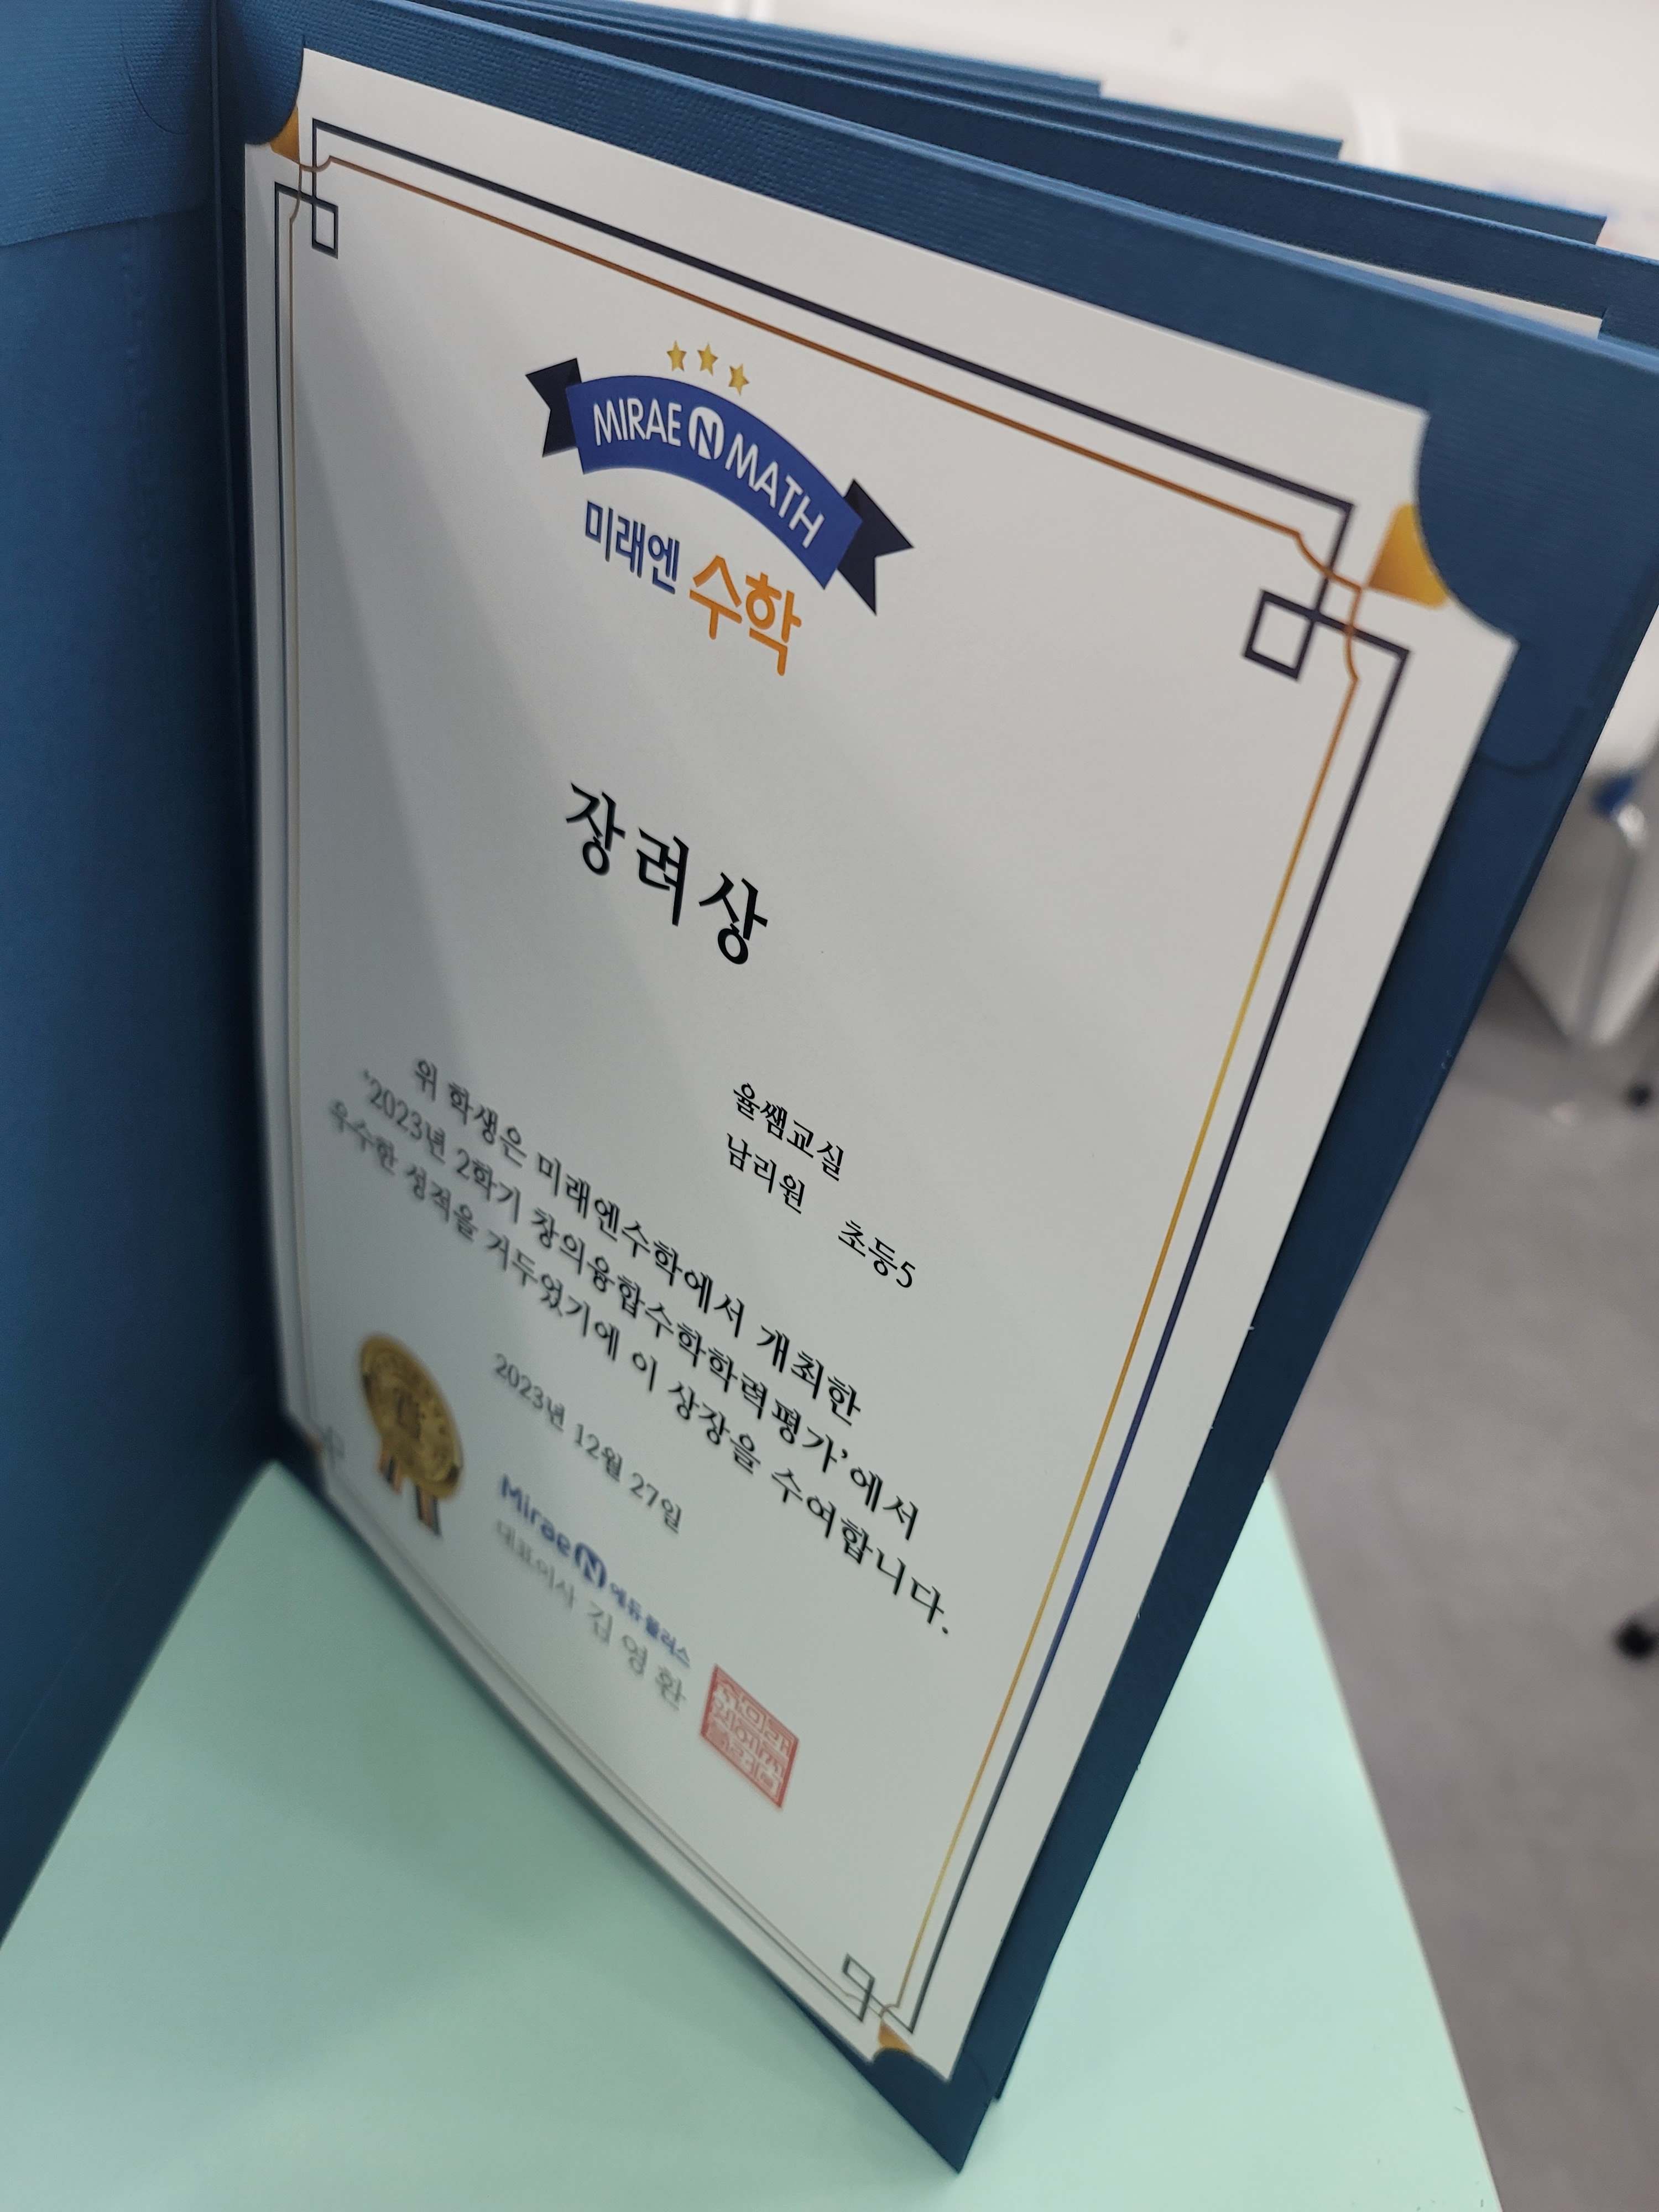 MIRAE N MATH
미래엔 수학
장려상
율쌤교실
남리원 초등5
위 학생은 미래엔수학에서 개최한
'2023년 2학기 창의융합수학학력평가'에서
우수한 성적을 거두었기에 이 상장을 수여합니다.
2023년 12월 27일
Mirae N 에듀플러스
대표이사 김영환